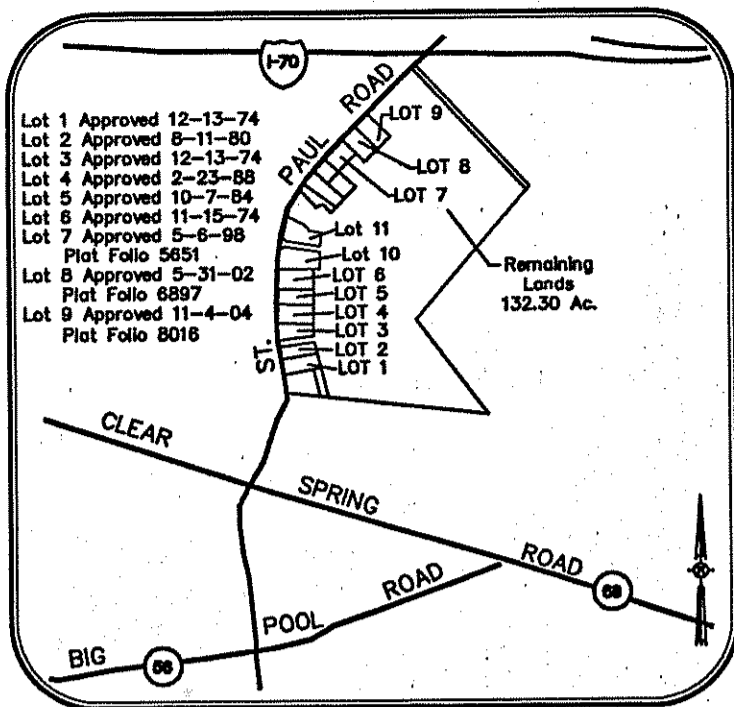 I-70
Lot 1 Approved 12-13-74
Lot 2 Approved 8-11-80
Lot 3 Approved 12-13-74
Lot 4 Approved 2-23-88
Lot 5 Approved 10-7-84
Lot 6 Approved 11-15-74
Lot 7 Approved 5-6-98
Plat Folio 5651
Lot 8 Approved 5-31-02
Plat Folio 6897
Lot 9 Approved 11-4-04
Plat Folio 8016
ST. PAUL ROAD
LOT 9
LOT 8
LOT 7
Lot 11
Lot 10
LOT 6
LOT 5
LOT 4
LOT 3
LOT 2
LOT 1
Remaining
Lands
132.30 Ac.
CLEAR SPRING ROAD
68
BIG POOL ROAD
56